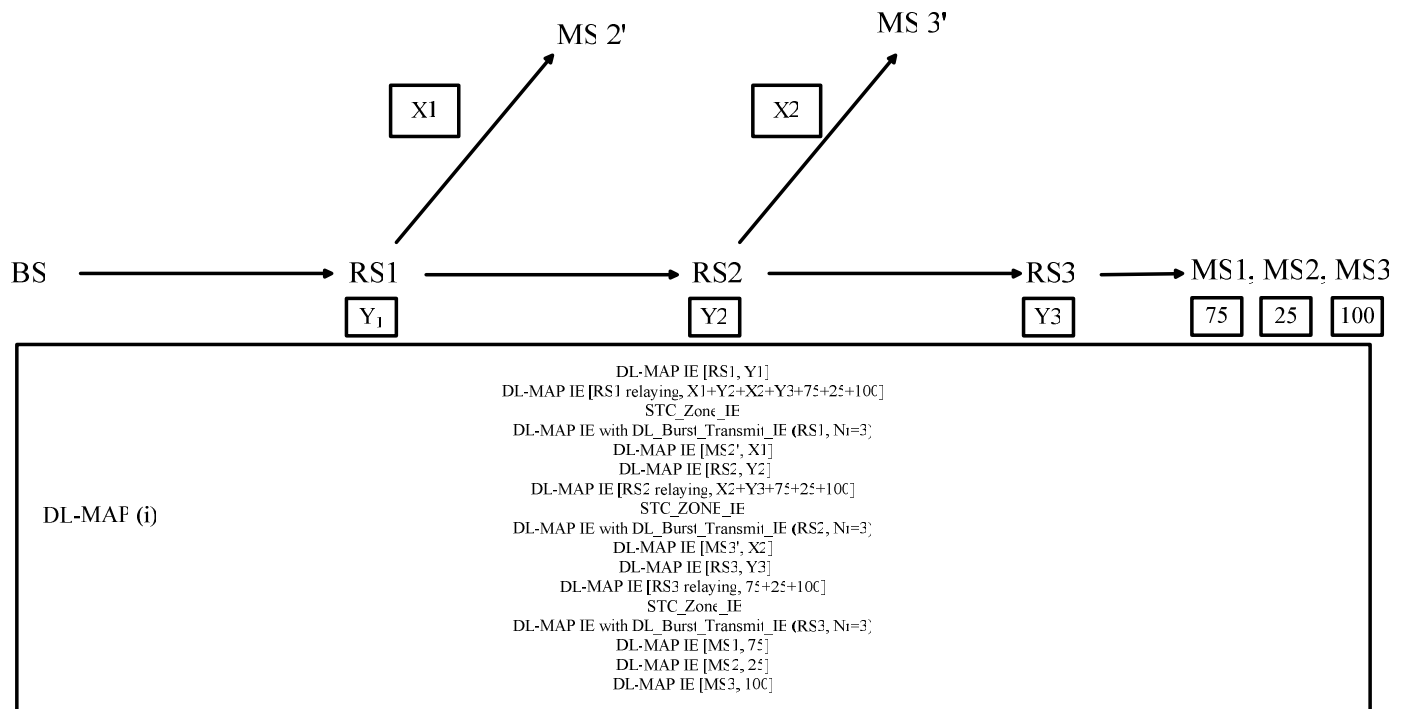 MS 2'
MS 3'
X1
X2
BS
RS1
RS2
RS3
MS1, MS2, MS3
Y1
Y2
Y3
75
25
100
DL-MAP (i)
DL-MAP IE [RS1, Y1]
DL-MAP IE [RS1 relaying, X1+Y2+X2+Y3+75+25+100]
STC_Zone_IE
DL-MAP IE with DL_Burst_Transmit_IE (RS1, Nr=3)
DL-MAP IE [MS2', X1]
DL-MAP IE [RS2, Y2]
DL-MAP IE [RS2 relaying, X2+Y3+75+25+100]
STC_ZONE_IE
DL-MAP IE with DL_Burst_Transmit_IE (RS2, Nr=3)
DL-MAP IE [MS3', X2]
DL-MAP IE [RS3, Y3]
DL-MAP IE [RS3 relaying, 75+25+100]
STC_Zone_IE
DL-MAP IE with DL_Burst_Transmit_IE (RS3, Nr=3)
DL-MAP IE [MS1, 75]
DL-MAP IE [MS2, 25]
DL-MAP IE [MS3, 100]